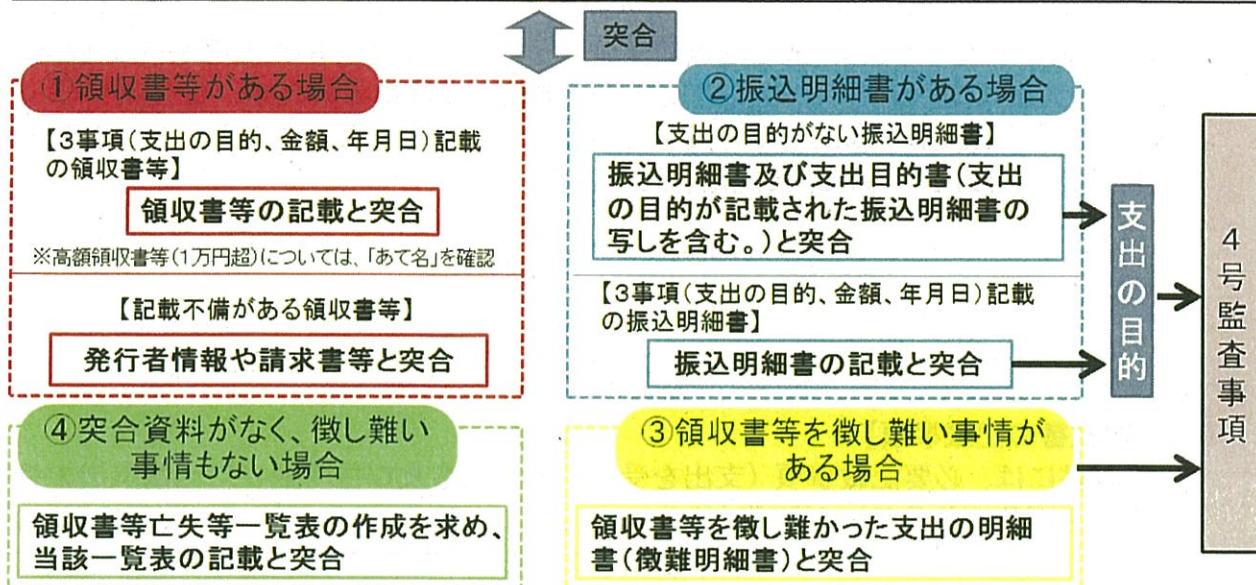 突合
①領収書等がある場合
【3事項(支出の目的、金額、年月日)記載
の領収書等】
領収書等の記載と突合
※高額領収書等(1万円超)については、「あて名」を確認
【記載不備がある領収書等】
発行者情報や請求書等と突合
②振込明細書がある場合
【支出の目的がない振込明細書】
振込明細書及び支出目的書(支出
の目的が記載された振込明細書の
写しを含む。)と突合
【3事項(支出の目的、金額、年月日)記載
の振込明細書】
振込明細書の記載と突合
支出の目的
4号監査事項
④突合資料がなく、徴し難い
事情もない場合
領収書等亡失等一覧表の作成を求め、
当該一覧表の記載と突合
③領収書等を徴し難い事情が
ある場合
領収書等を徴し難かった支出の明細
書(徴難明細書)と突合